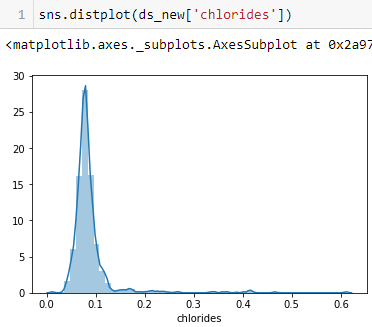 1 sns.distplot(ds_new['chlorides'])
<matplotlib.axes._subplots.AxesSubplot at 0x2a97
30
25
20
15
10
5
0
0.0 0.1 0.2 0.3 0.4 0.5 0.6
chlorides